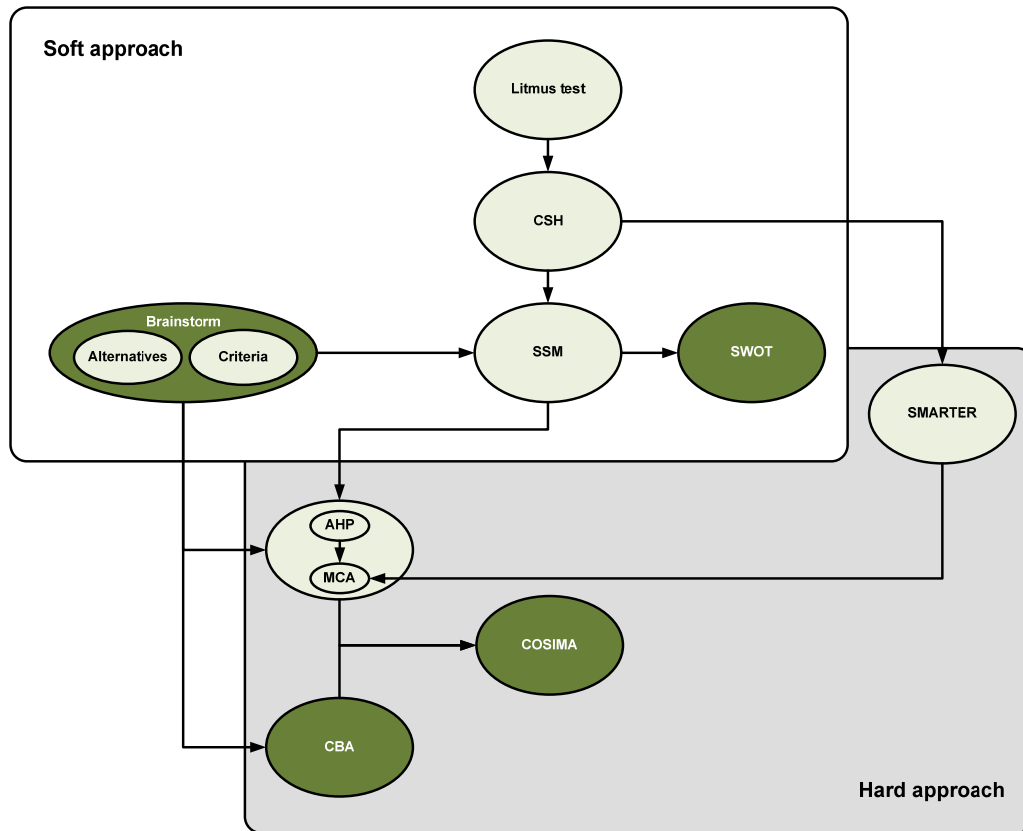 Soft approach
Litmus test
CSH
Brainstorm
Alternatives
Criteria
SSM
SWOT
SMARTER
AHP
MCA
COSIMA
CBA
Hard approach